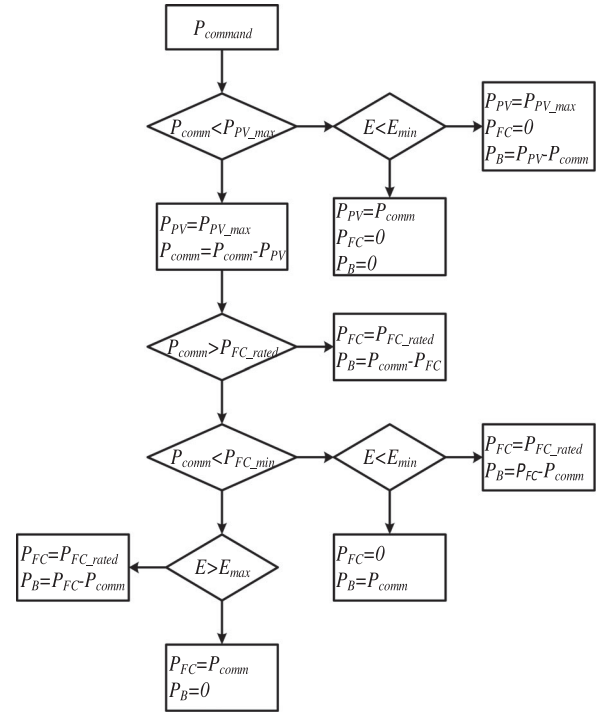 P_command
P_comm<P_PV_max
E<E_min
P_PV=P_PV_max
P_FC=0
P_B=P_PV-P_comm
P_PV=P_PV_max
P_comm=P_comm-P_PV
P_PV=P_comm
P_FC=0
P_B=0
P_comm>P_FC_rated
P_FC=P_FC_rated
P_B=P_comm-P_FC
P_comm<P_FC_min
E<E_min
P_FC=P_FC_rated
P_B=P_FC-P_comm
E>E_max
P_FC=P_FC_rated
P_B=P_FC-P_comm
P_FC=0
P_B=P_comm
P_FC=P_comm
P_B=0